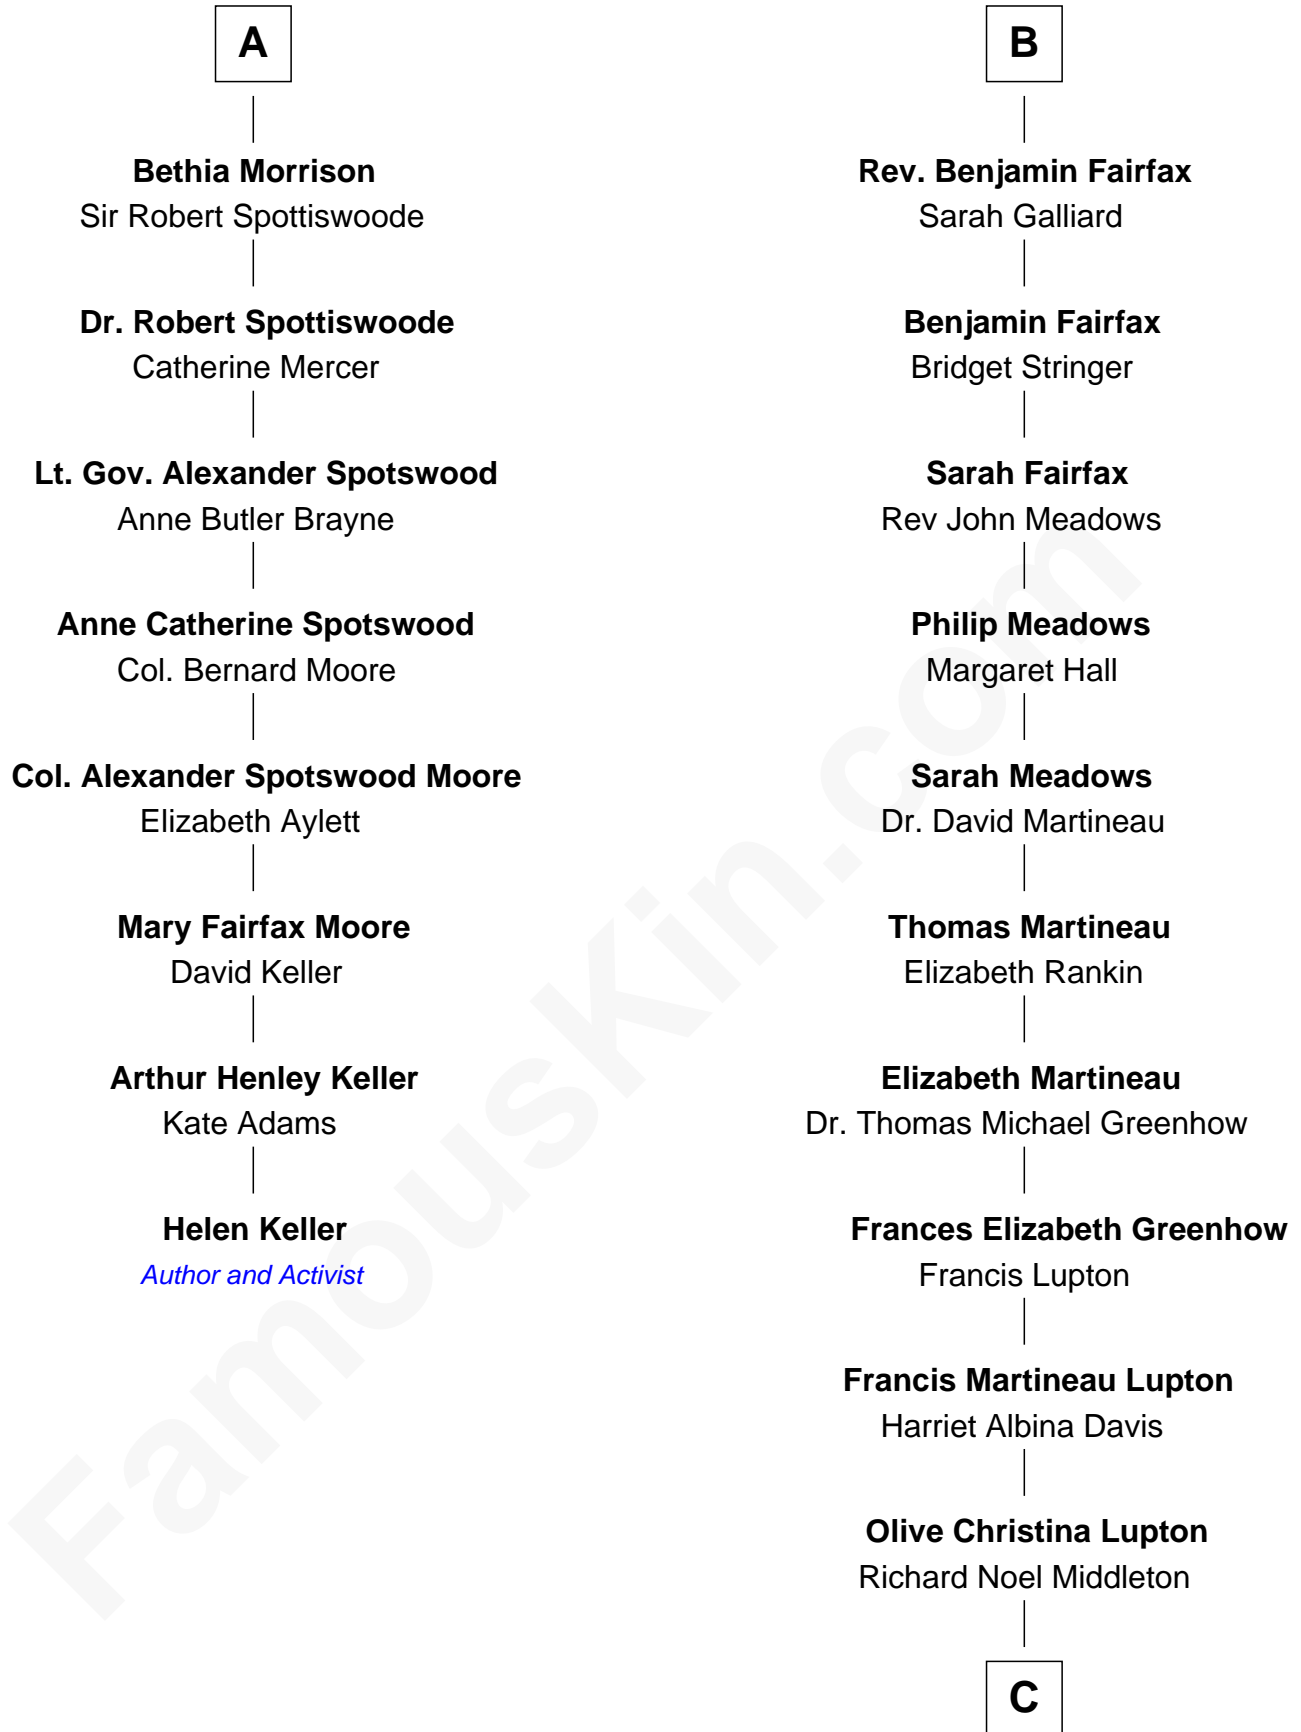 A
Bethia Morrison
Sir Robert Spottiswoode
Dr. Robert Spottiswoode
Catherine Mercer
Lt. Gov. Alexander Spotswood
Anne Butler Brayne
Anne Catherine Spotswood
Col. Bernard Moore
Col. Alexander Spotswood Moore
Elizabeth Aylett
Mary Fairfax Moore
David Keller
Arthur Henley Keller
Kate Adams
Helen Keller
Author and Activist
B
Rev. Benjamin Fairfax
Sarah Galliard
Benjamin Fairfax
Bridget Stringer
Sarah Fairfax
Rev John Meadows
Philip Meadows
Margaret Hall
Sarah Meadows
Dr. David Martineau
Thomas Martineau
Elizabeth Rankin
Elizabeth Martineau
Dr. Thomas Michael Greenhow
Frances Elizabeth Greenhow
Francis Lupton
Francis Martineau Lupton
Harriet Albina Davis
Olive Christina Lupton
Richard Noel Middleton
C
FamousKin.com